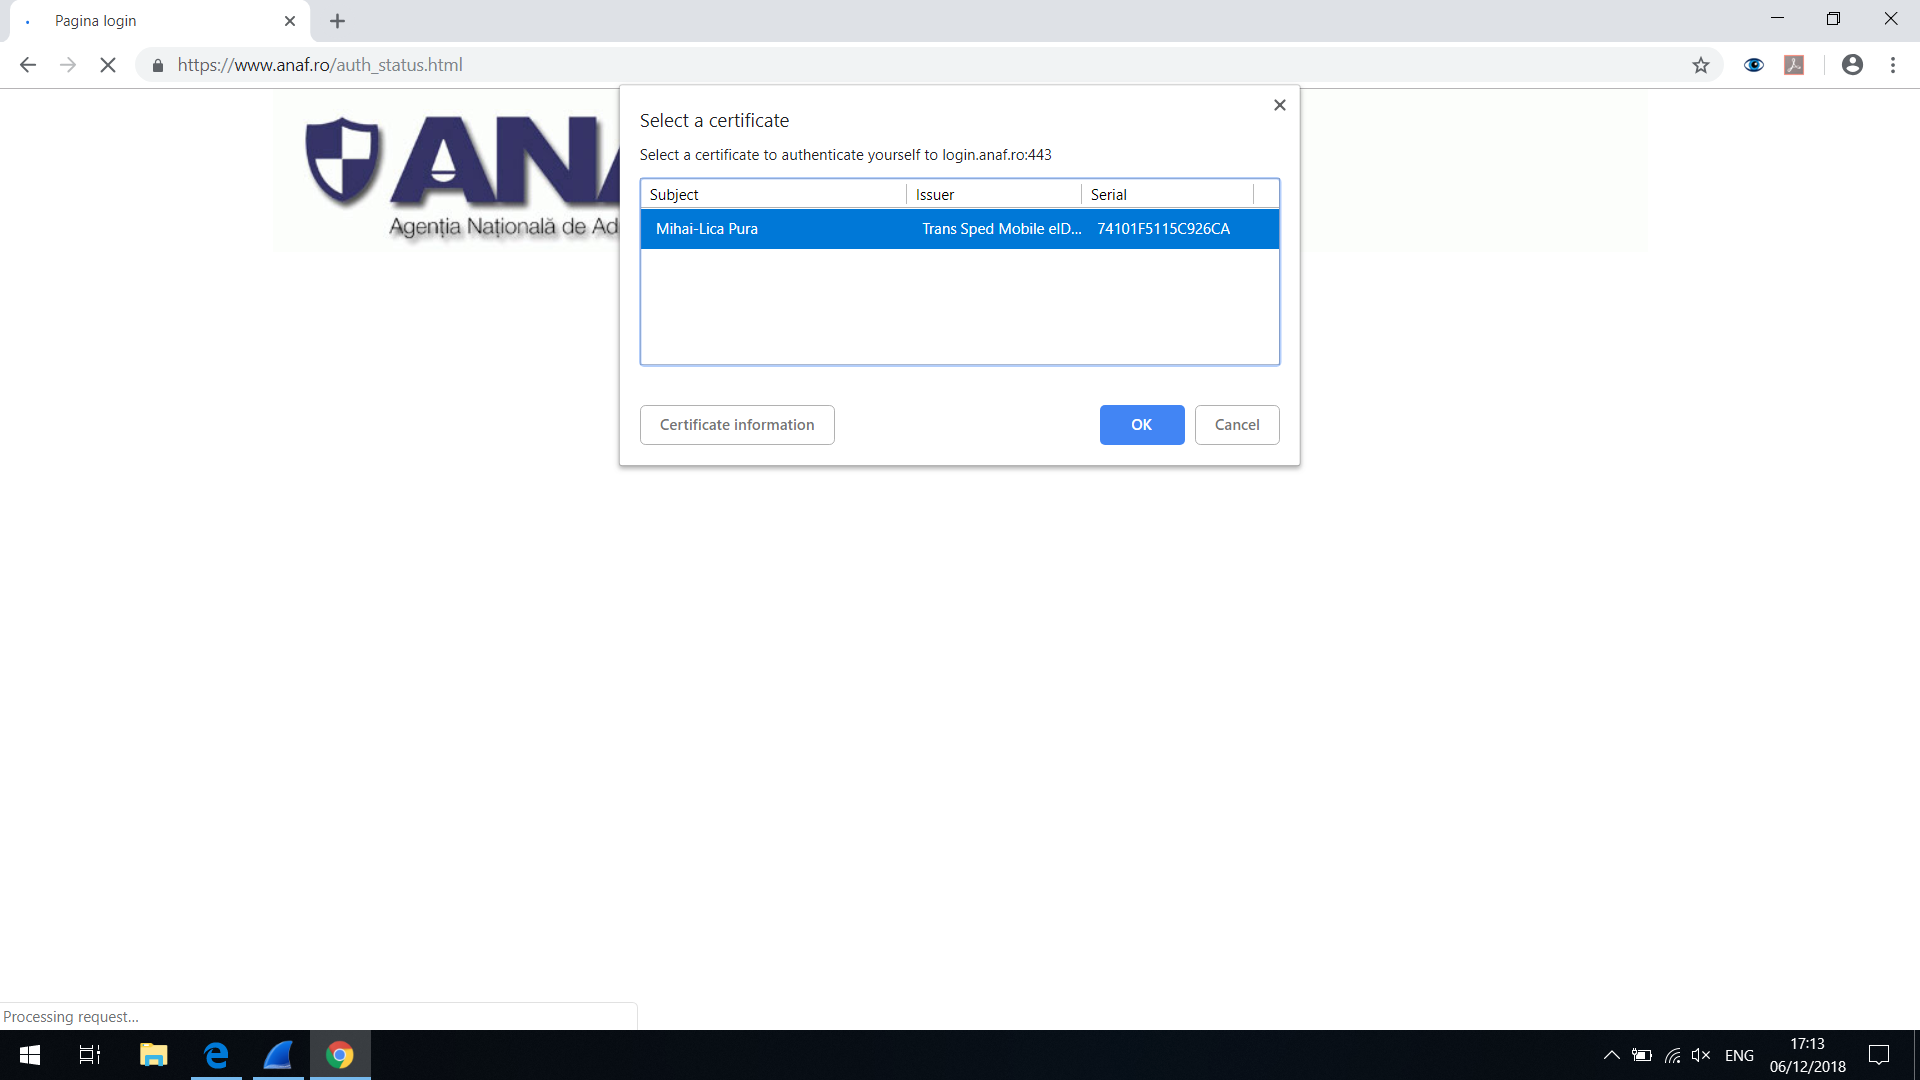 Pagina login
https://www.anaf.ro/auth_status.html
ANA
Agenția Națională de Ad
Select a certificate
Select a certificate to authenticate yourself to login.anaf.ro:443
Subject Issuer Serial
Mihai-Lica Pura Trans Sped Mobile eID... 74101F5115C926CA
Certificate information OK Cancel
Processing request...
ENG
17:13
06/12/2018